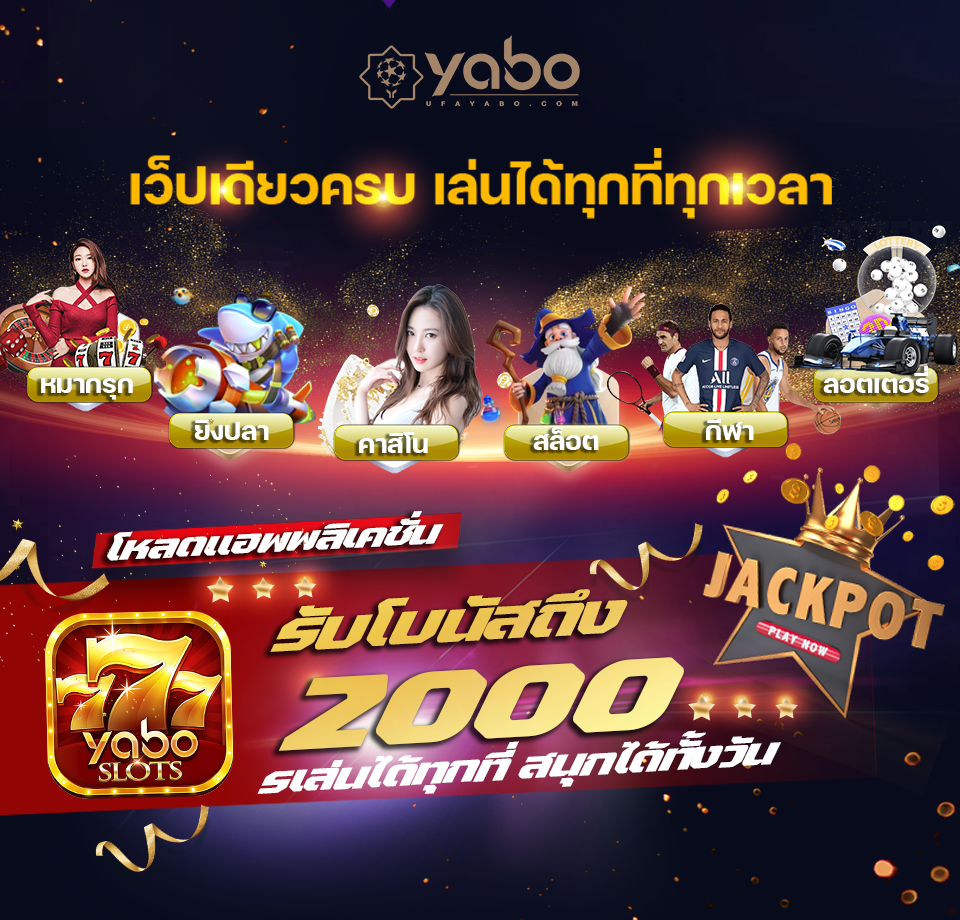 yabo
UFAYABO.COM
เว็ปเดียวครบ เล่นได้ทุกที่ทุกเวลา
LOTTERY
BINGO
777
หมากรุก
ยิงปลา
คาสิโน
สล็อต
กีฬา
ลอตเตอรี่
โหลดแอพพลิเคชั่น
JACKPOT
PLAY NOW
รับโบนัสถึง
2000
รเล่นได้ทุกที่ สนุกได้ทั้งวัน
777
yabo
SLOTS